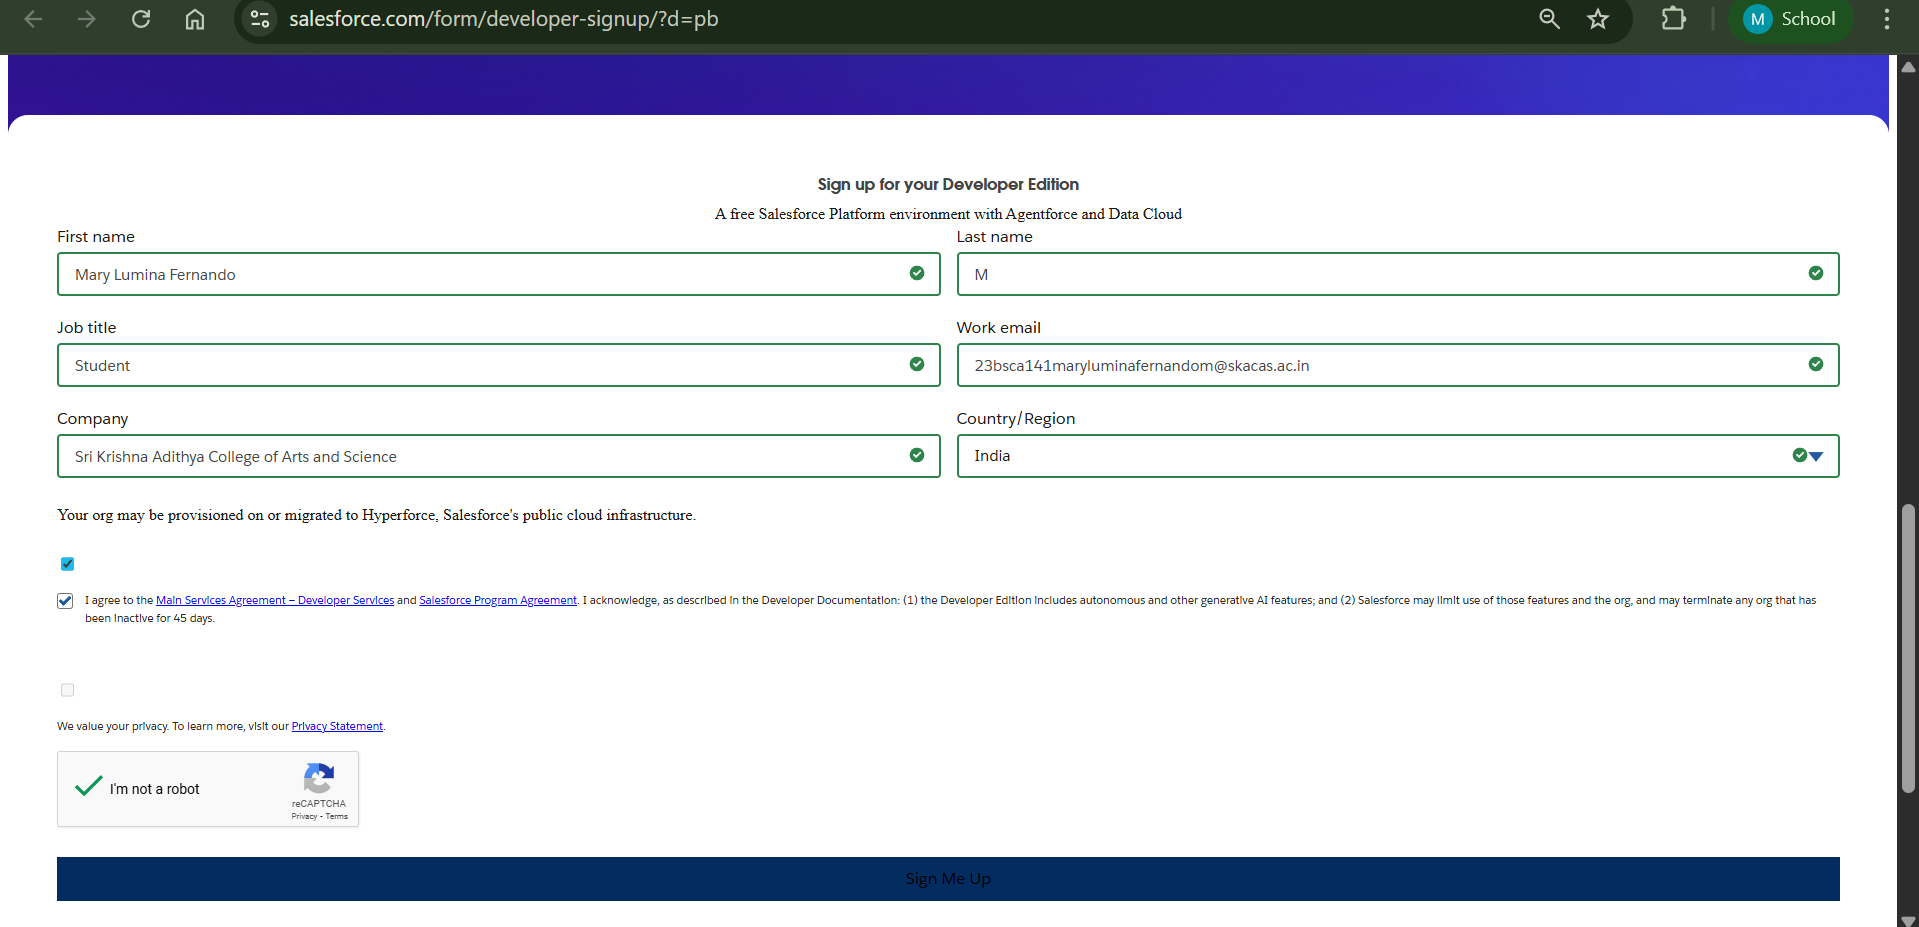 salesforce.com/form/developer-signup/?d=pb
M School
Sign up for your Developer Edition
A free Salesforce Platform environment with Agentforce and Data Cloud
First name
Last name
Mary Lumina Fernando
M
Job title
Work email
Student
23bsca141maryluminafernandom@skacas.ac.in
Company
Country/Region
Sri Krishna Adithya College of Arts and Science
India
Your org may be provisioned on or migrated to Hyperforce, Salesforce's public cloud infrastructure.
I agree to the Main Services Agreement – Developer Services and Salesforce Program Agreement. I acknowledge, as described in the Developer Documentation: (1) the Developer Edition includes autonomous and other generative AI features; and (2) Salesforce may limit use of those features and the org, and may terminate any org that has
been inactive for 45 days.
We value your privacy. To learn more, visit our Privacy Statement.
I'm not a robot
reCAPTCHA
Privacy - Terms
Sign Me Up